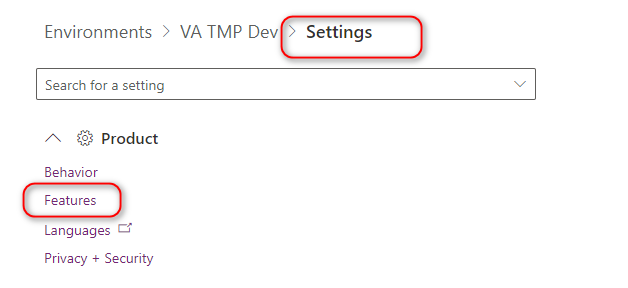 Environments > VA TMP Dev > Settings
Search for a setting
Product
Behavior
Features
Languages
Privacy + Security